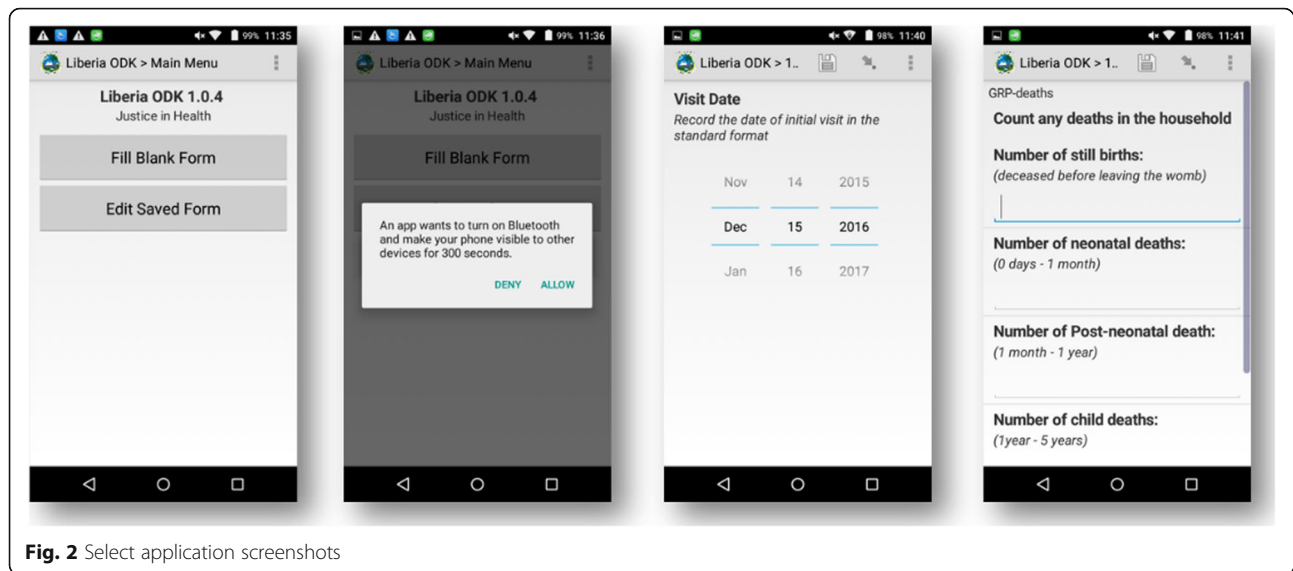 99% 11:35
Liberia ODK > Main Menu
Liberia ODK 1.0.4
Justice in Health
Fill Blank Form
Edit Saved Form
99% 11:36
Liberia ODK > Main Menu
Liberia ODK 1.0.4
Justice in Health
Fill Blank Form
An app wants to turn on Bluetooth
and make your phone visible to other
devices for 300 seconds.
DENY ALLOW
98% 11:40
Liberia ODK > 1..
Visit Date
Record the date of initial visit in the
standard format
Nov 14 2015
Dec 15 2016
Jan 16 2017
98% 11:41
Liberia ODK > 1..
GRP-deaths
Count any deaths in the household
Number of still births:
(deceased before leaving the womb)
Number of neonatal deaths:
(0 days - 1 month)
Number of Post-neonatal death:
(1 month - 1 year)
Number of child deaths:
(1year - 5 years)
Fig. 2 Select application screenshots